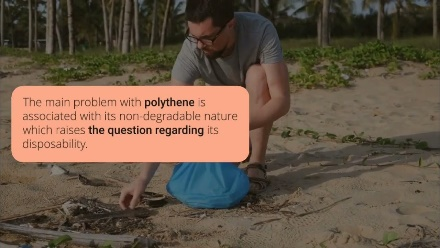 The main problem with polythene is
associated with its non-degradable nature
which raises the question regarding its
disposability.